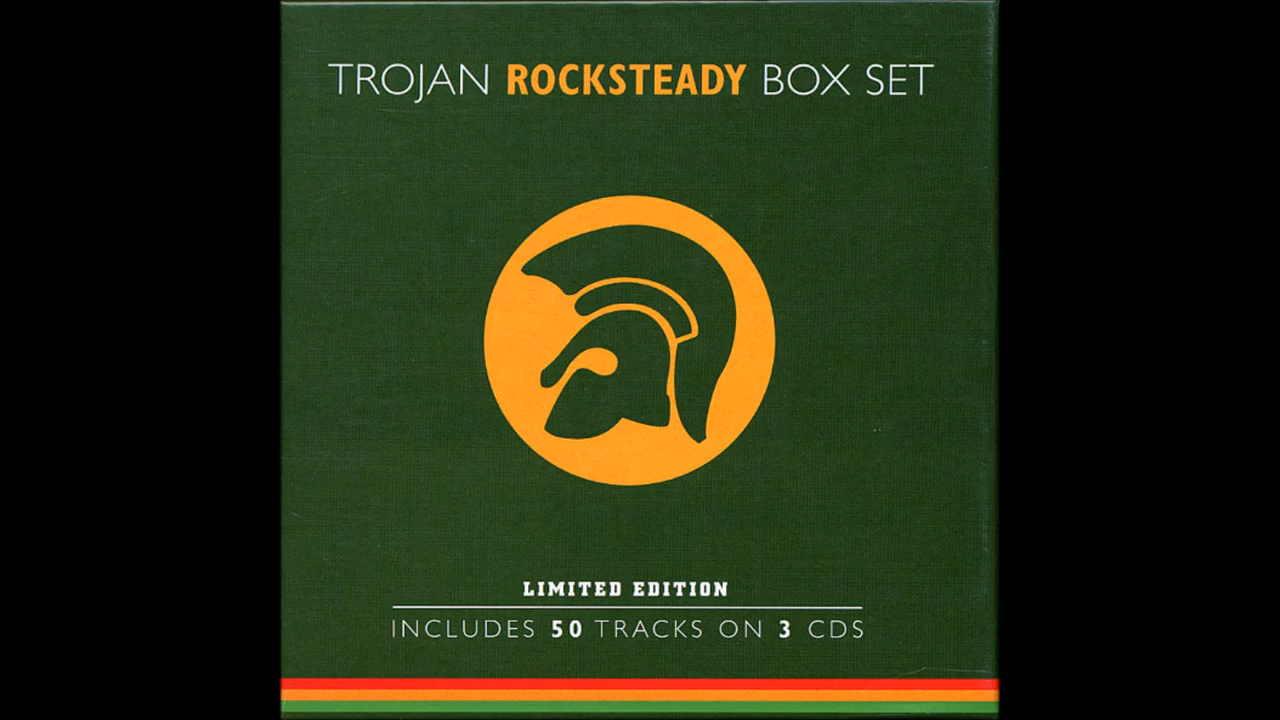 TROJAN ROCKSTEADY BOX SET
LIMITED EDITION
INCLUDES 50 TRACKS ON 3 CDS